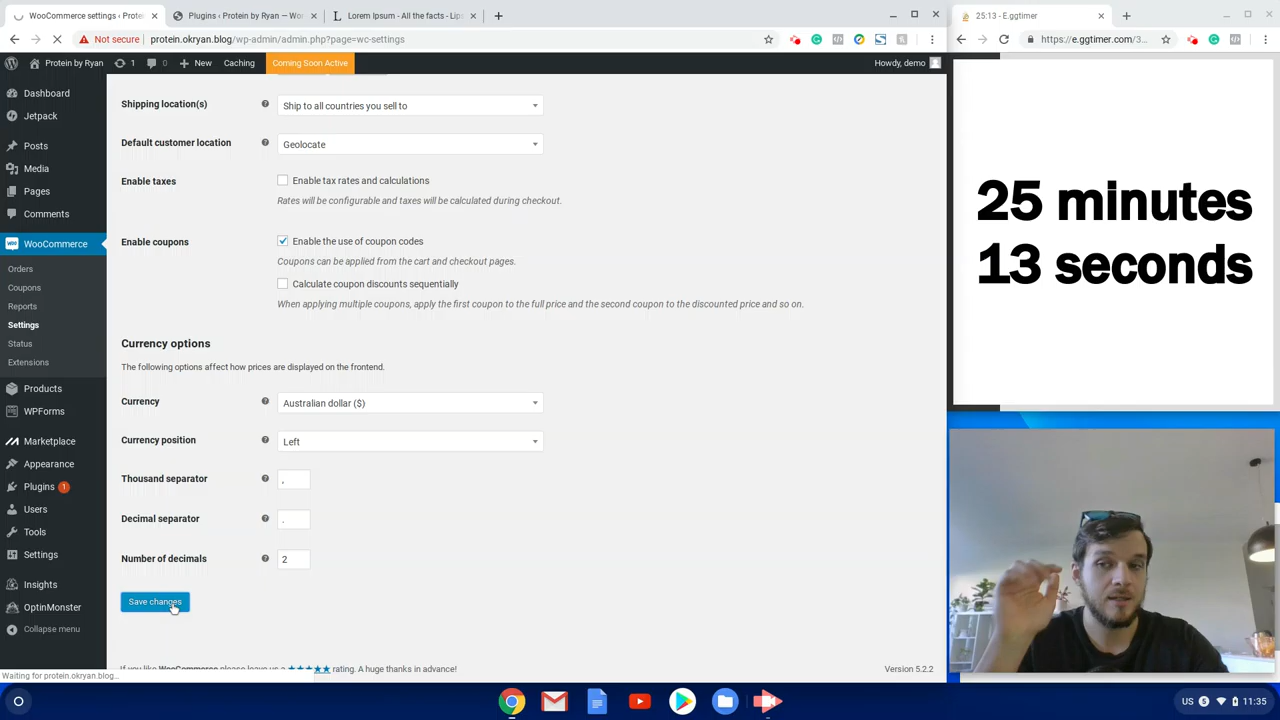 WooCommerce settings ‹ Protein
Plugins ‹ Protein by Ryan — Wor
Lorem Ipsum - All the facts - Lips
25:13 - E.ggtimer
Not secure
protein.okryan.blog/wp-admin/admin.php?page=wc-settings
https://e.ggtimer.com/3...
Protein by Ryan
1
0
New
Caching
Coming Soon Active
Howdy, demo
Dashboard
Jetpack
Posts
Media
Pages
Comments
WooCommerce
Orders
Coupons
Reports
Settings
Status
Extensions
Products
WPForms
Marketplace
Appearance
Plugins 1
Users
Tools
Settings
Insights
OptinMonster
Collapse menu
Shipping location(s)
Ship to all countries you sell to
Default customer location
Geolocate
Enable taxes
Enable tax rates and calculations
Rates will be configurable and taxes will be calculated during checkout.
Enable coupons
Enable the use of coupon codes
Coupons can be applied from the cart and checkout pages.
Calculate coupon discounts sequentially
When applying multiple coupons, apply the first coupon to the full price and the second coupon to the discounted price and so on.
Currency options
The following options affect how prices are displayed on the frontend.
Currency
Australian dollar ($)
Currency position
Left
Thousand separator
,
Decimal separator
.
Number of decimals
2
Save changes
If you like WooCommerce please leave us a ★★★★★ rating. A huge thanks in advance!
Version 5.2.2
Waiting for protein.okryan.blog...
25 minutes
13 seconds
US
5
11:35